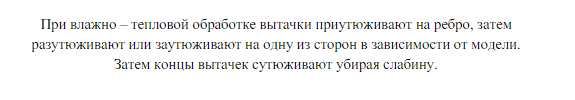 При влажно – тепловой обработке вытачки приутюживают на ребро, затем
разутюживают или заутюживают на одну из сторон в зависимости от модели.
Затем концы вытачек сутюживают убирая слабину.